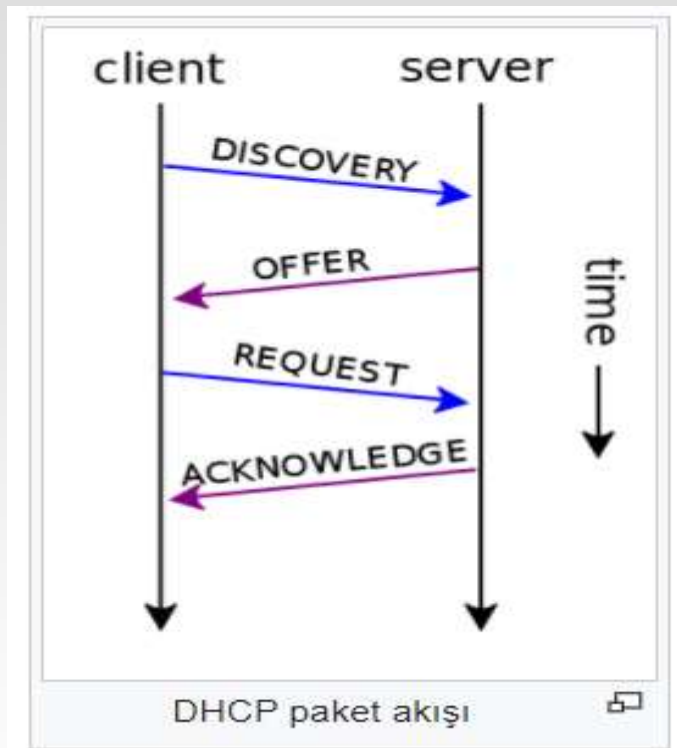 client server
DISCOVERY
OFFER
time
REQUEST
ACKNOWLEDGE
DHCP paket akışı